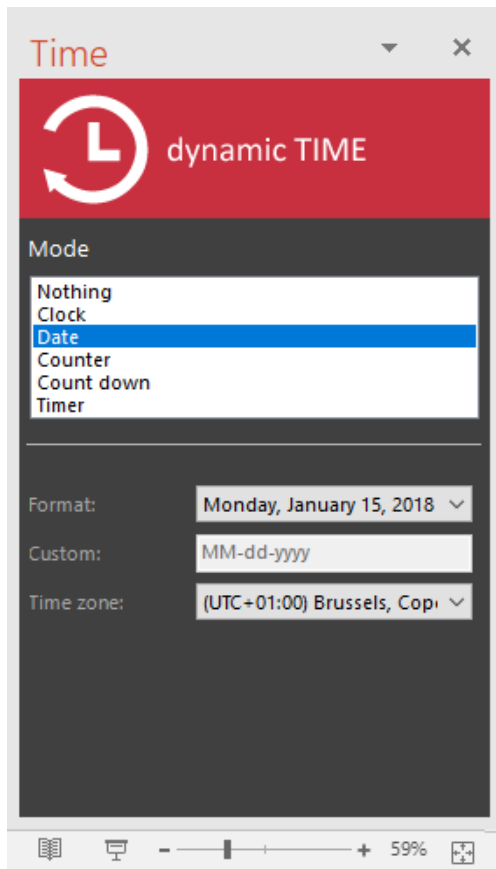 Time
dynamic TIME
Mode
Nothing
Clock
Date
Counter
Count down
Timer
Format: Monday, January 15, 2018
Custom: MM-dd-yyyy
Time zone: (UTC+01:00) Brussels, Cop
59%